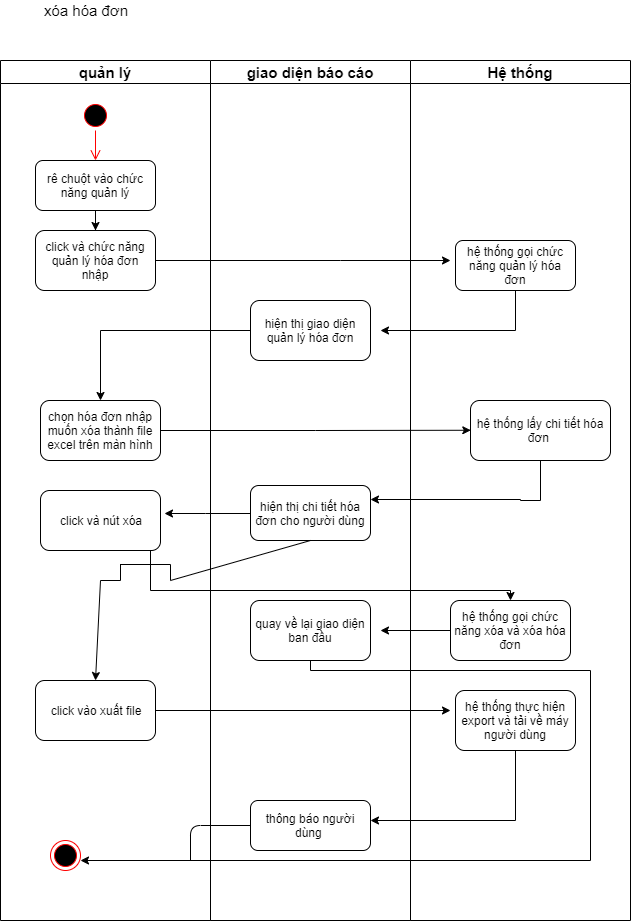 xóa hóa đơn
quản lý
giao diện báo cáo
Hệ thống
rê chuột vào chức
năng quản lý
click và chức năng
quản lý hóa đơn
nhập
hệ thống gọi chức
năng quản lý hóa
đơn
hiện thị giao diện
quản lý hóa đơn
chọn hóa đơn nhập
muốn xóa thánh file
excel trên mán hình
hệ thống lấy chi tiết hóa
đơn
hiện thị chi tiết hóa
đơn cho người dùng
click và nút xóa
quay về lại giao diện
ban đầu
hệ thống gọi chức
năng xóa và xóa hóa
đơn
click vào xuất file
hệ thống thực hiện
export và tải về máy
người dùng
thông báo người
dùng